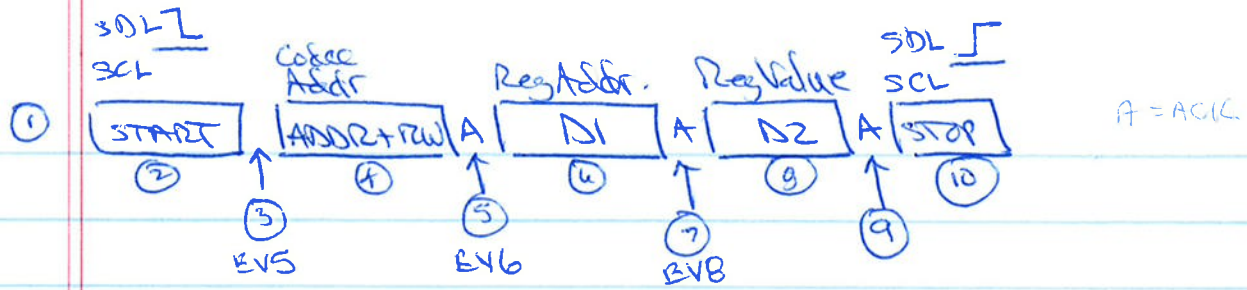 SDL SDL
SCL Codec Addr RegAddr. RegValue SCL
① START ADDR+RW A D1 A D2 A STOP A = ACK.
② ④ ⑥ ⑧ ⑩
③ ⑤ ⑦ ⑨
EV5 EV6 EV8